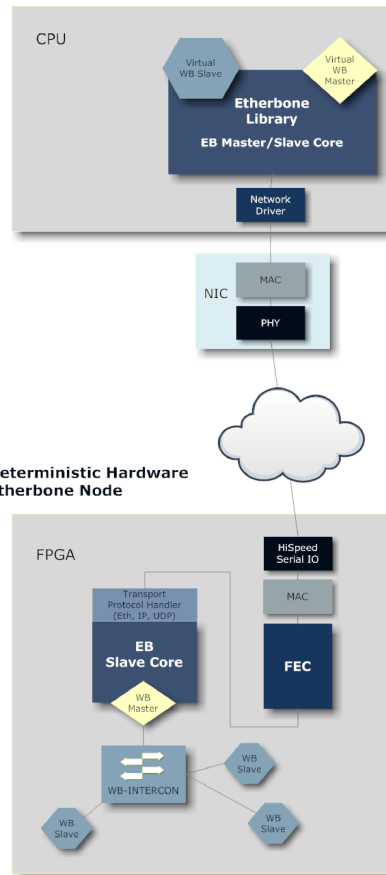 CPU
Virtual
WB Slave
Virtual
WB
Master
Etherbone
Library
EB Master/Slave Core
Network
Driver
NIC
MAC
PHY
eterministic Hardware
therbone Node
FPGA
HiSpeed
Serial IO
MAC
FEC
Transport
Protocol Handler
(Eth, IP, UDP)
EB
Slave Core
WB
Master
WB-INTERCON
WB
Slave
WB
Slave
WB
Slave